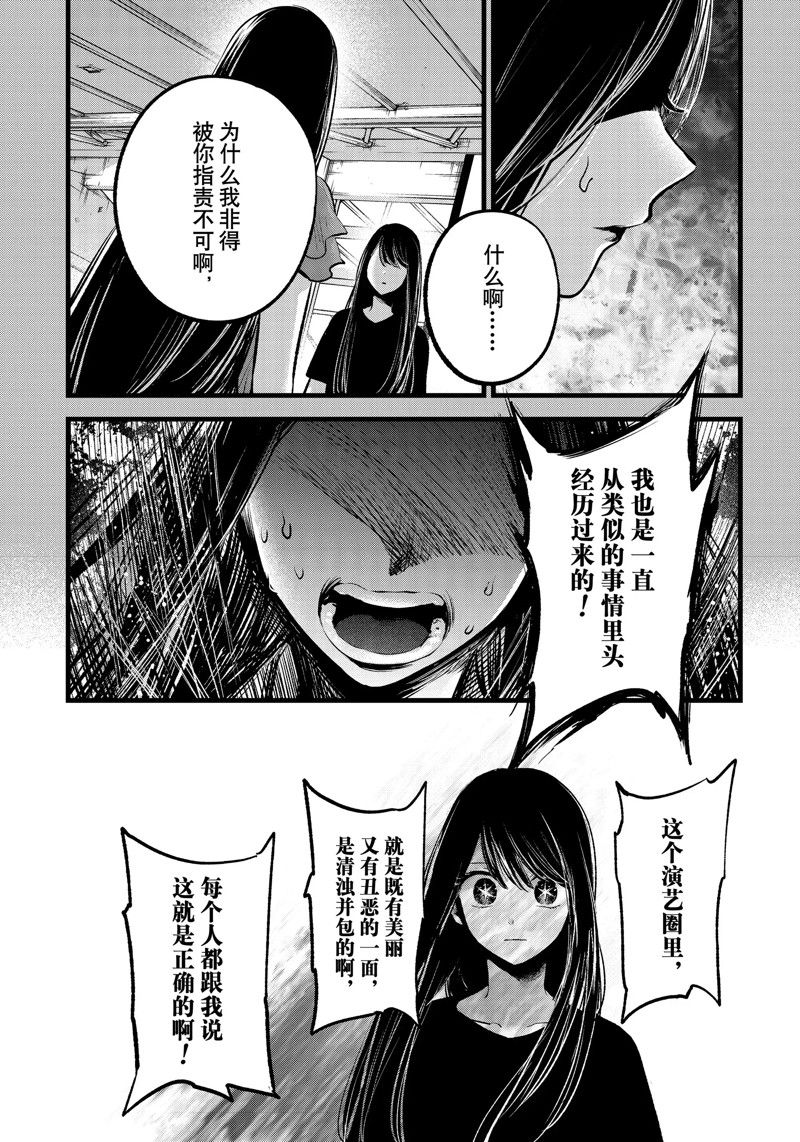 什么啊……
为什么我非得
被你指责不可啊，
我也是一直
从类似的事情里头
经历过来的！
这个演艺圈里，
就是既有美丽
又有丑恶的一面，
是清浊并包的啊，
每个人都跟我说
这就是正确的啊！